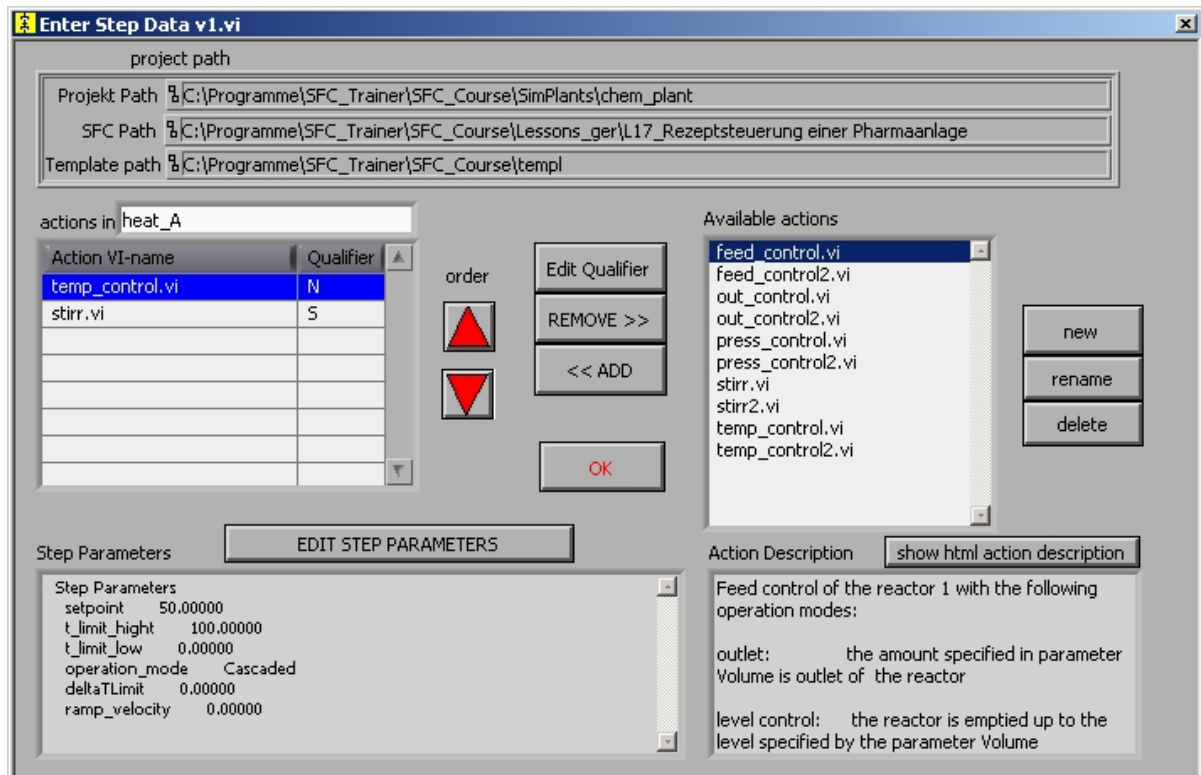 Enter Step Data v1.vi
project path
Projekt Path C:\Programme\SFC_Trainer\SFC_Course\SimPlants\chem_plant
SFC Path C:\Programme\SFC_Trainer\SFC_Course\Lessons_ger\L17_Rezeptsteuerung einer Pharmaanlage
Template path C:\Programme\SFC_Trainer\SFC_Course\templ
actions in heat_A
Action VI-name Qualifier
temp_control.vi N
stirr.vi S
order
Edit Qualifier
REMOVE >>
<< ADD
OK
Available actions
feed_control.vi
feed_control2.vi
out_control.vi
out_control2.vi
press_control.vi
press_control2.vi
stirr.vi
stirr2.vi
temp_control.vi
temp_control2.vi
new
rename
delete
Step Parameters
EDIT STEP PARAMETERS
Step Parameters
setpoint 50.00000
t_limit_hight 100.00000
t_limit_low 0.00000
operation_mode Cascaded
deltaTLimit 0.00000
ramp_velocity 0.00000
Action Description
show html action description
Feed control of the reactor 1 with the following
operation modes:
outlet: the amount specified in parameter
Volume is outlet of the reactor
level control: the reactor is emptied up to the
level specified by the parameter Volume